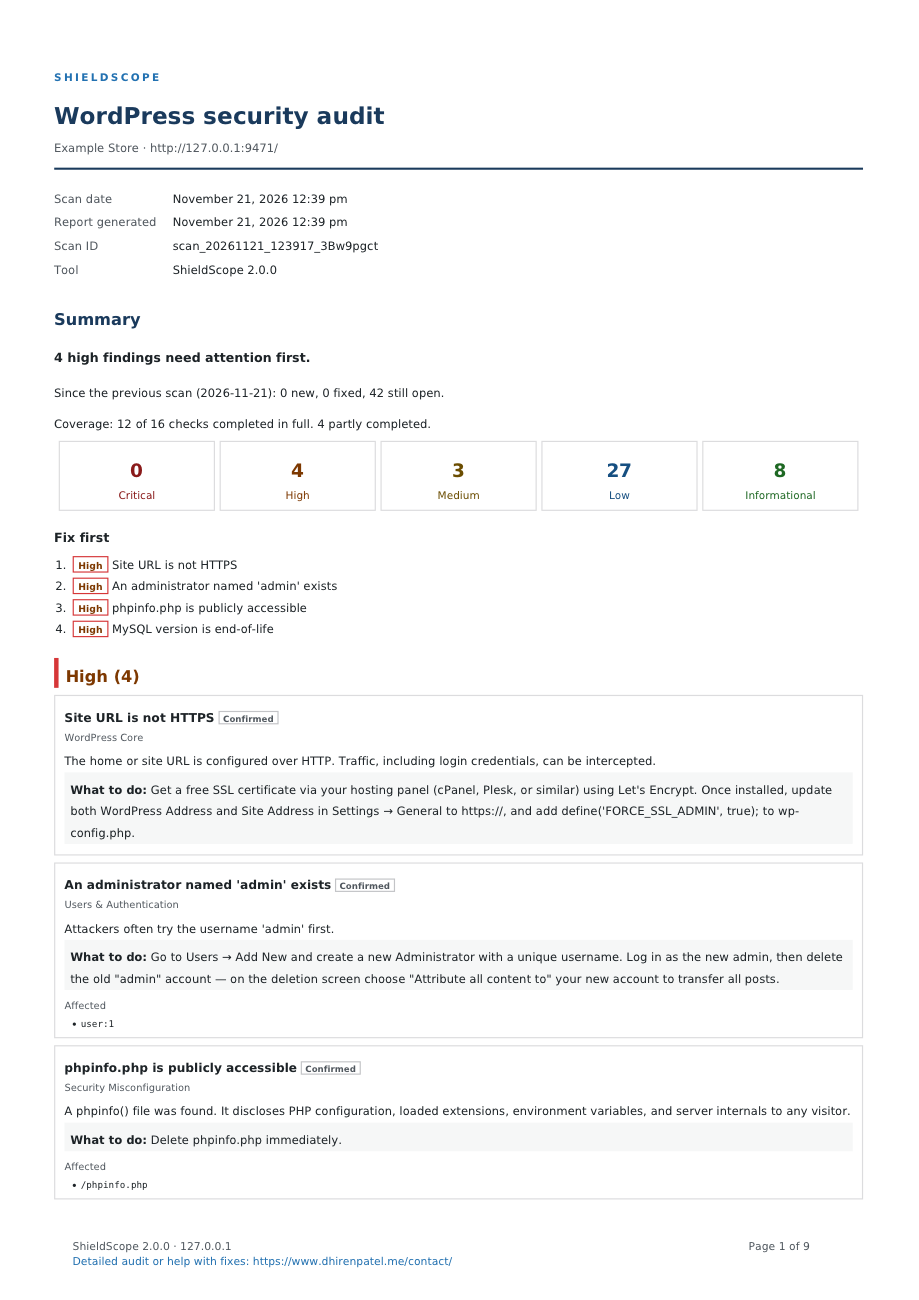 SHIELDSCOPE
WordPress security audit
Example Store · http://127.0.0.1:9471/
Scan date November 21, 2026 12:39 pm
Report generated November 21, 2026 12:39 pm
Scan ID scan_20261121_123917_3Bw9pgct
Tool ShieldScope 2.0.0
Summary
4 high findings need attention first.
Since the previous scan (2026-11-21): 0 new, 0 fixed, 42 still open.
Coverage: 12 of 16 checks completed in full. 4 partly completed.
0 4 3 27 8
Critical High Medium Low Informational
Fix first
1. High Site URL is not HTTPS
2. High An administrator named 'admin' exists
3. High phpinfo.php is publicly accessible
4. High MySQL version is end-of-life
High (4)
Site URL is not HTTPS Confirmed
WordPress Core
The home or site URL is configured over HTTP. Traffic, including login credentials, can be intercepted.
What to do: Get a free SSL certificate via your hosting panel (cPanel, Plesk, or similar) using Let's Encrypt. Once installed, update
both WordPress Address and Site Address in Settings → General to https://, and add define('FORCE_SSL_ADMIN', true); to wp-
config.php.
An administrator named 'admin' exists Confirmed
Users & Authentication
Attackers often try the username 'admin' first.
What to do: Go to Users → Add New and create a new Administrator with a unique username. Log in as the new admin, then delete
the old "admin" account — on the deletion screen choose "Attribute all content to" your new account to transfer all posts.
Affected
• user:1
phpinfo.php is publicly accessible Confirmed
Security Misconfiguration
A phpinfo() file was found. It discloses PHP configuration, loaded extensions, environment variables, and server internals to any visitor.
What to do: Delete phpinfo.php immediately.
Affected
• /phpinfo.php
ShieldScope 2.0.0 · 127.0.0.1 Page 1 of 9
Detailed audit or help with fixes: https://www.dhirenpatel.me/contact/